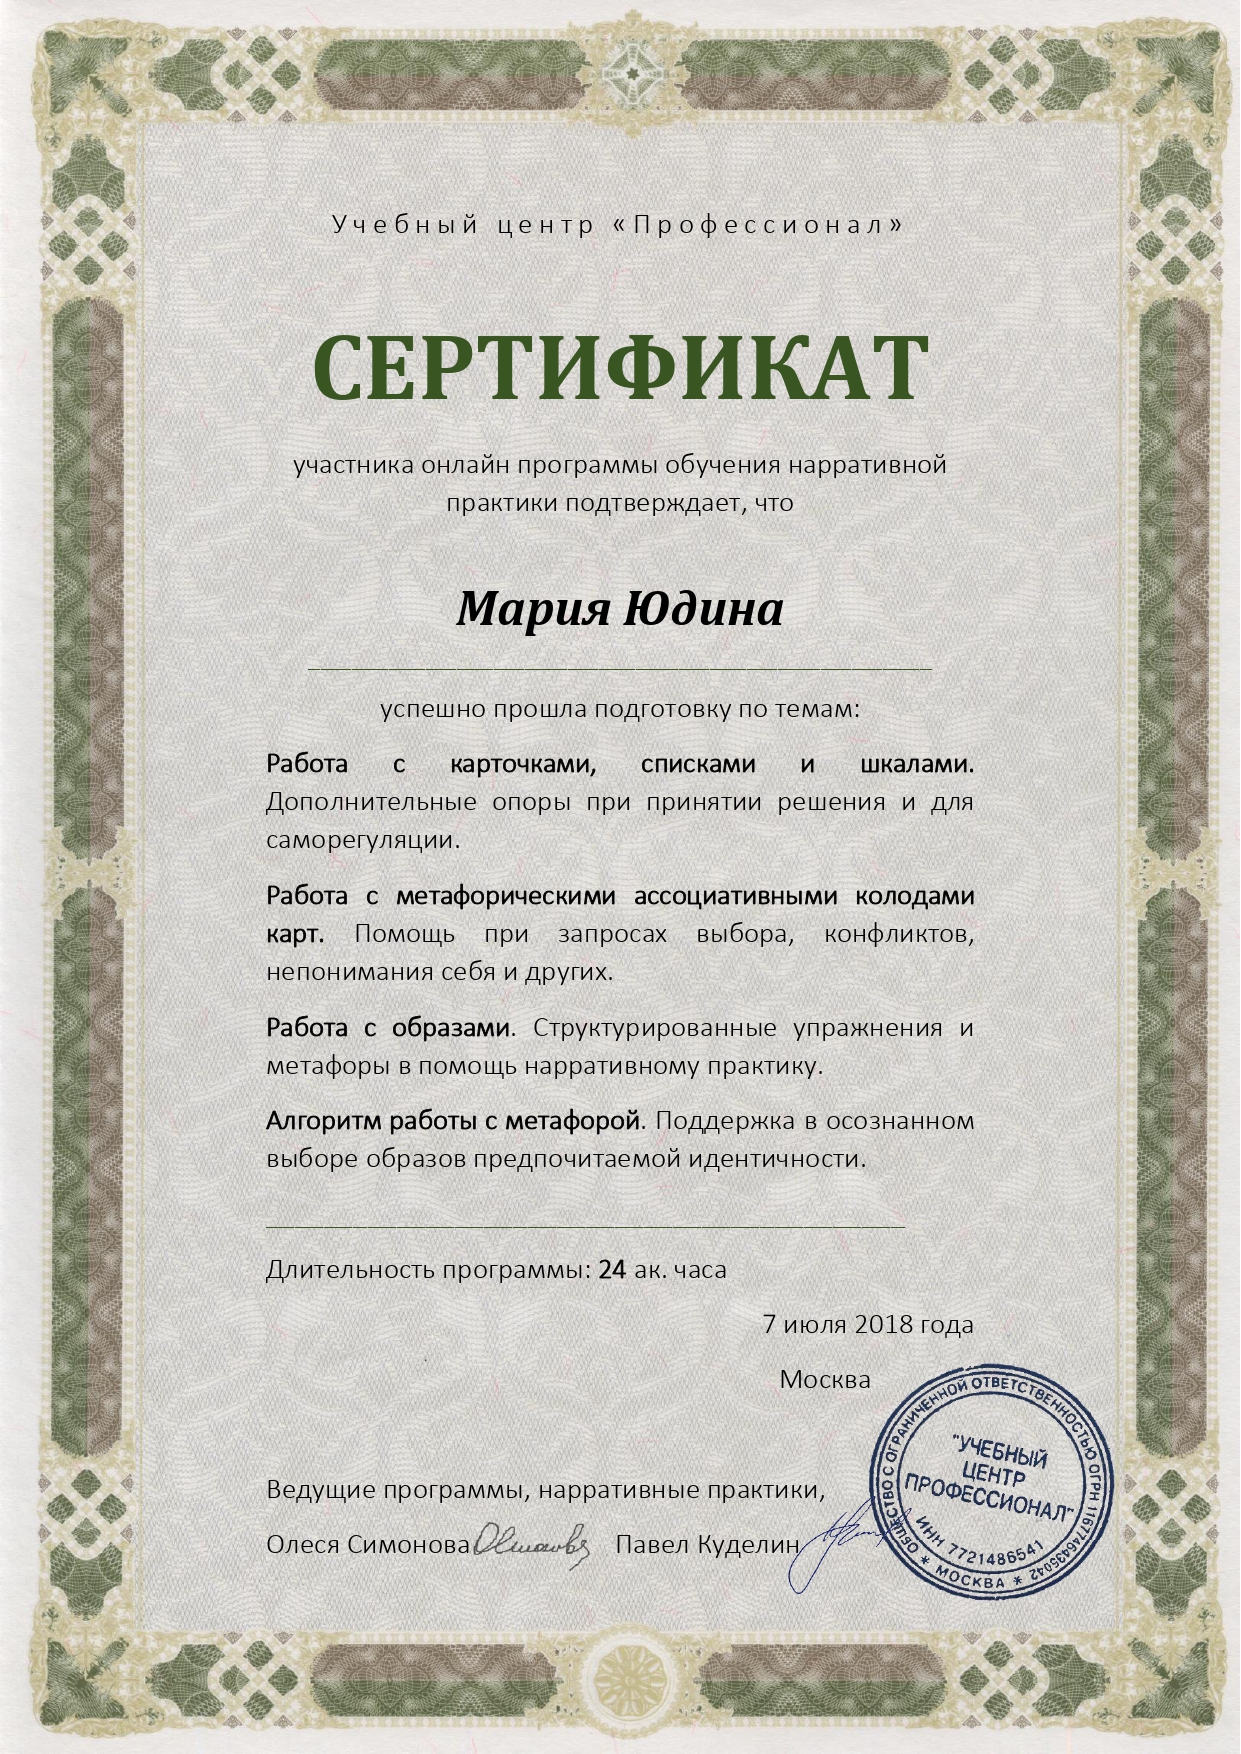 Учебный центр «Профессионал»
СЕРТИФИКАТ
участника онлайн программы обучения нарративной
практики подтверждает, что
Мария Юдина
успешно прошла подготовку по темам:
Работа с карточками, списками и шкалами.
Дополнительные опоры при принятии решения и для
саморегуляции.
Работа с метафорическими ассоциативными колодами
карт. Помощь при запросах выбора, конфликтов,
непонимания себя и других.
Работа с образами. Структурированные упражнения и
метафоры в помощь нарративному практику.
Алгоритм работы с метафорой. Поддержка в осознанном
выборе образов предпочитаемой идентичности.
Длительность программы: 24 ак. часа
7 июля 2018 года
Москва
Ведущие программы, нарративные практики,
Олеся Симонова Павел Куделин
ОБЩЕСТВО С ОГРАНИЧЕННОЙ ОТВЕТСТВЕННОСТЬЮ ОГРН 1167746435042
"УЧЕБНЫЙ
ЦЕНТР
ПРОФЕССИОНАЛ"
ИНН 7721486541
* МОСКВА *